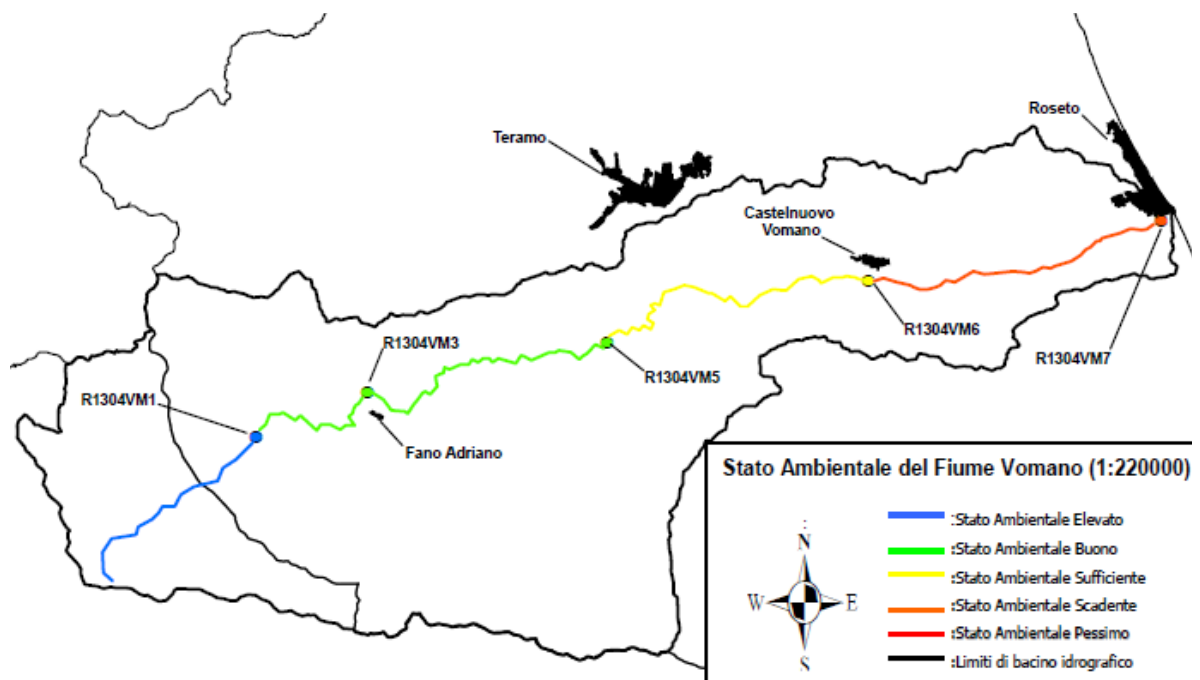 Roseto
Teramo
Castelnuovo
Vomano
R1304VM6
R1304VM7
R1304VM3
R1304VM5
R1304VM1
Fano Adriano
Stato Ambientale del Fiume Vomano (1:220000)
:
N
W
E
S
:Stato Ambientale Elevato
:Stato Ambientale Buono
:Stato Ambientale Sufficiente
:Stato Ambientale Scadente
:Stato Ambientale Pessimo
:Limiti di bacino idrografico